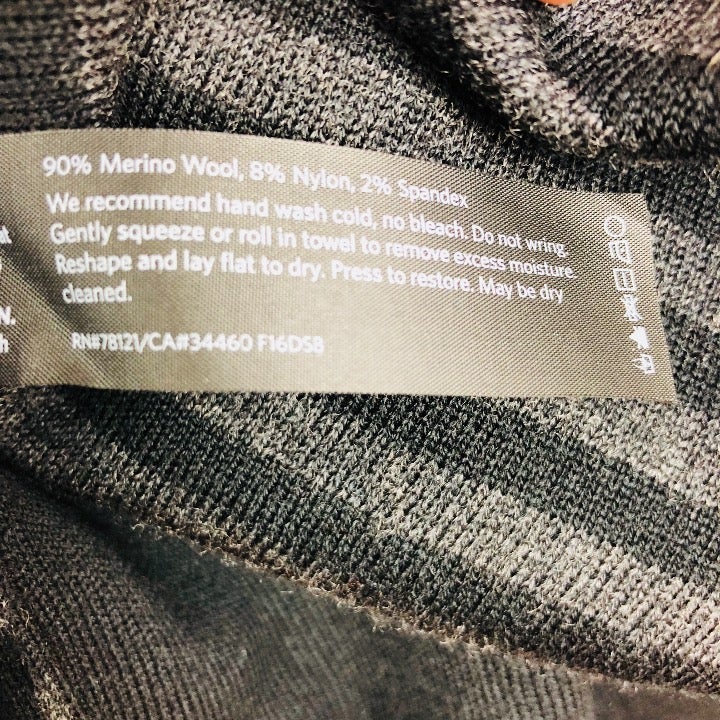 90% Merino Wool, 8% Nylon, 2% Spandex
We recommend hand wash cold, no bleach. Do not wring.
Gently squeeze or roll in towel to remove excess moisture.
Reshape and lay flat to dry. Press to restore. May be dry
cleaned.
RN#78121/CA#34460 F16DSB